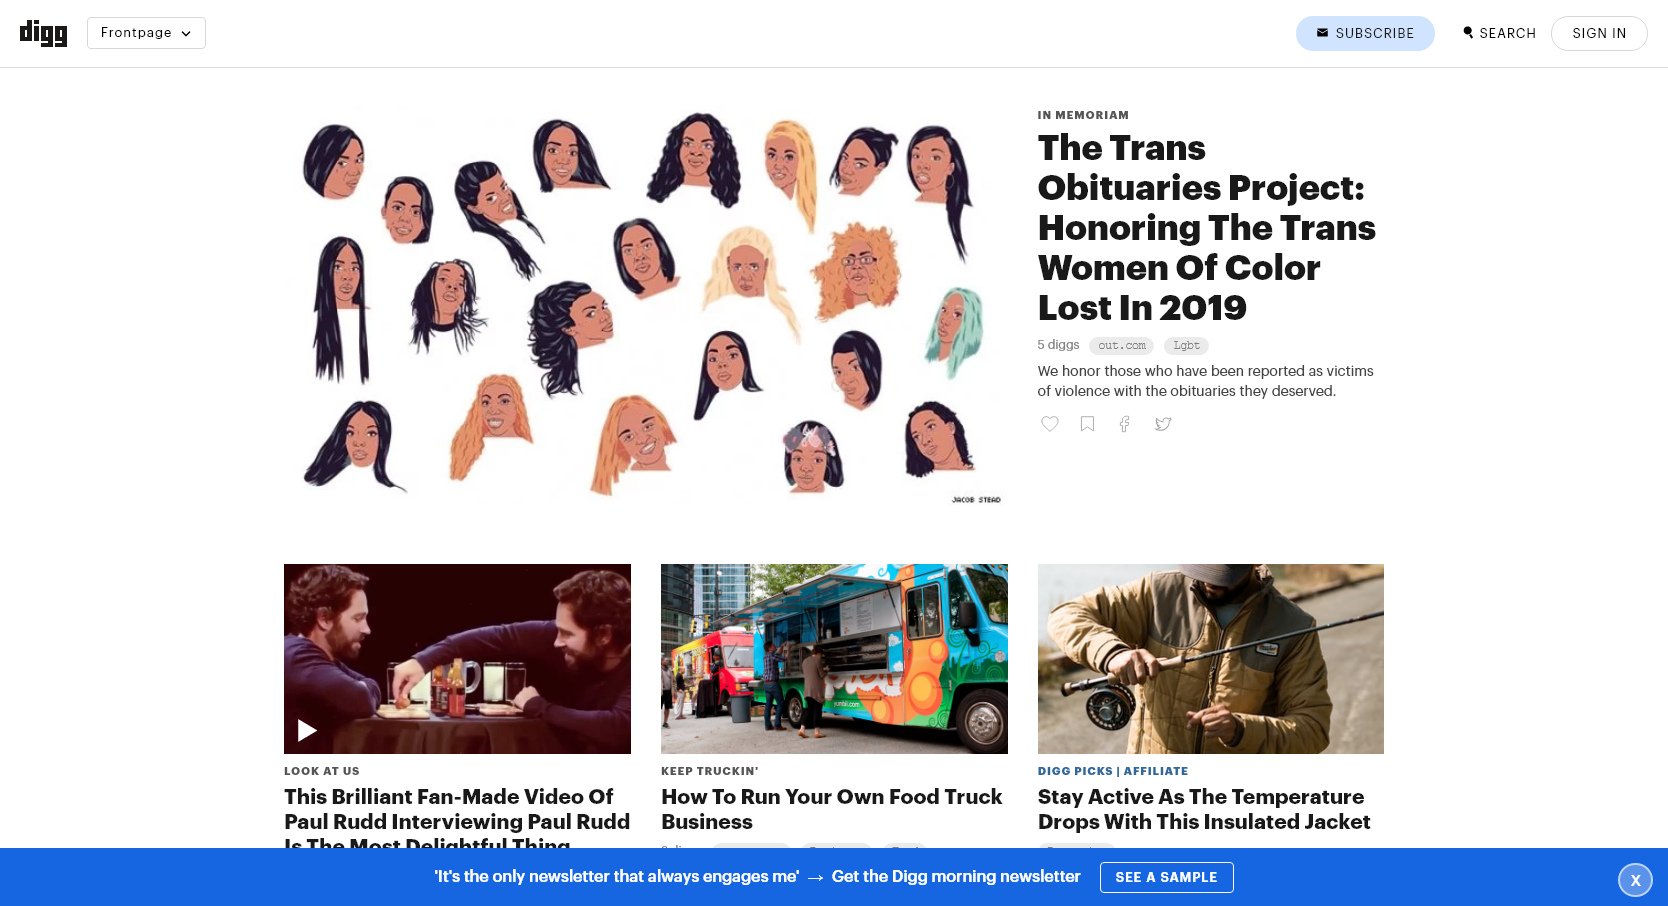 digg
Frontpage
SUBSCRIBE
SEARCH
SIGN IN
IN MEMORIAM
The Trans
Obituaries Project:
Honoring The Trans
Women Of Color
Lost In 2019
5 diggs out.com Lgbt
We honor those who have been reported as victims
of violence with the obituaries they deserved.
JACOB STEAD
LOOK AT US
This Brilliant Fan-Made Video Of
Paul Rudd Interviewing Paul Rudd
Is The Most Delightful Thing
KEEP TRUCKIN'
How To Run Your Own Food Truck
Business
DIGG PICKS | AFFILIATE
Stay Active As The Temperature
Drops With This Insulated Jacket
'It's the only newsletter that always engages me' → Get the Digg morning newsletter
SEE A SAMPLE
X